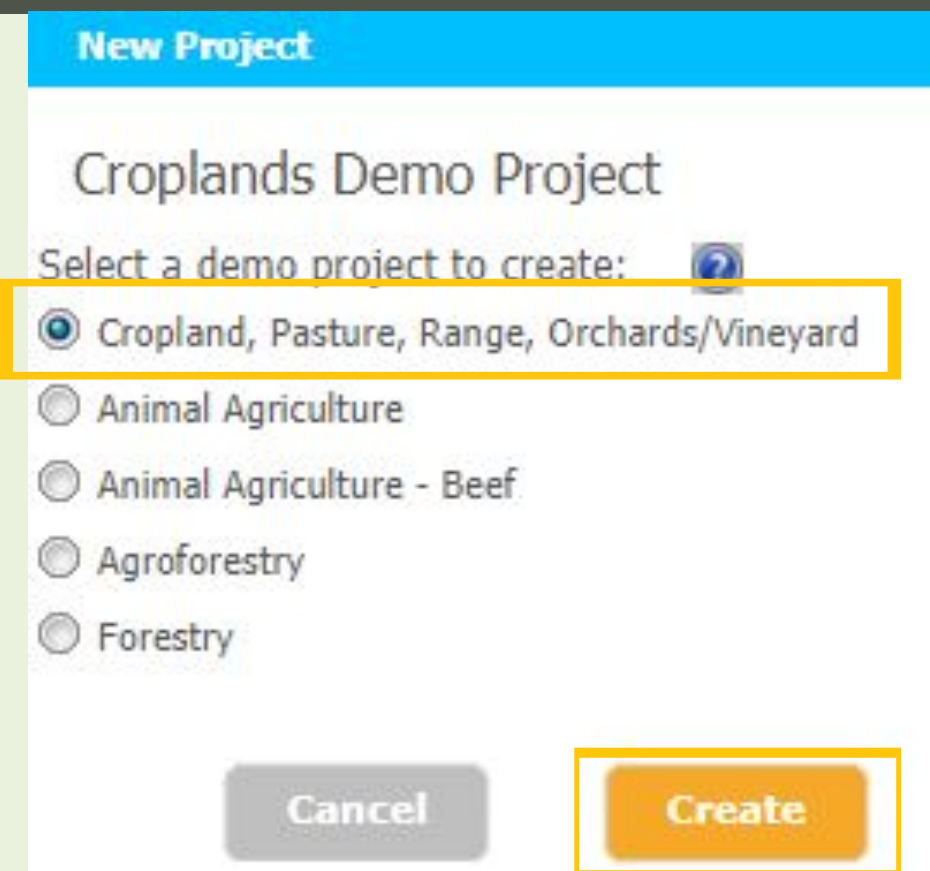 New Project
Croplands Demo Project
Select a demo project to create:
Cropland, Pasture, Range, Orchards/Vineyard
Animal Agriculture
Animal Agriculture - Beef
Agroforestry
Forestry
Cancel
Create